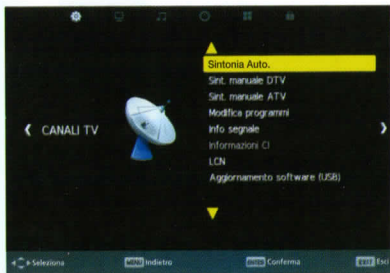 Sintonia Auto.
Sint. manuale DTV
Sint. manuale ATV
Modifica programmi
CANALI TV
Info segnale
Informazioni CI
LCN
Aggiornamento software (USB)
Seleziona MENU Indietro ENTER Conferma EXIT Esci